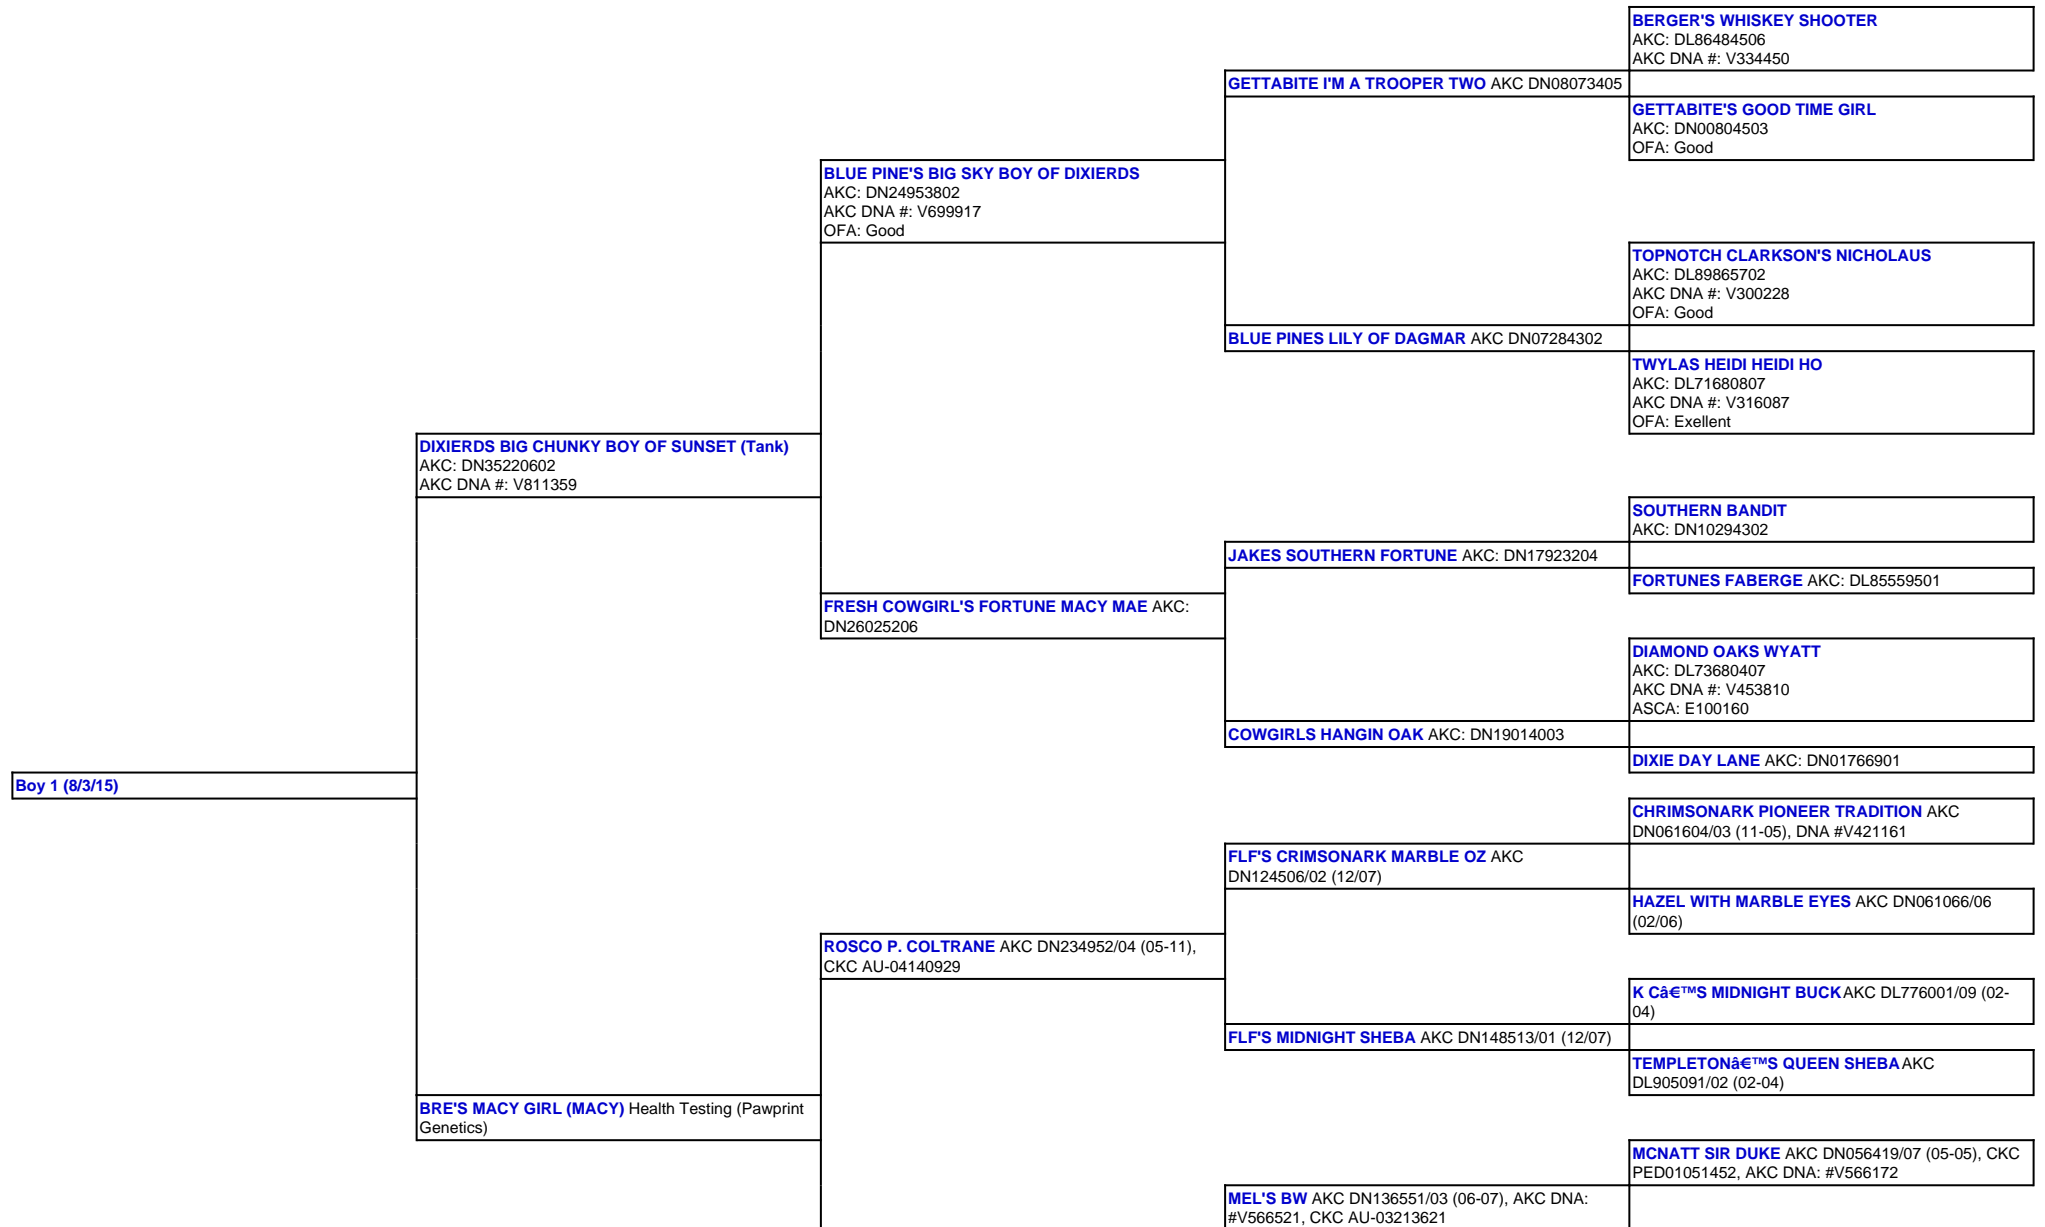 BERGER'S WHISKEY SHOOTER
AKC: DL86484506
AKC DNA #: V334450
GETTABITE I'M A TROOPER TWO AKC DN08073405
GETTABITE'S GOOD TIME GIRL
AKC: DN00804503
OFA: Good
BLUE PINE'S BIG SKY BOY OF DIXIERDS
AKC: DN24953802
AKC DNA #: V699917
OFA: Good
TOPNOTCH CLARKSON'S NICHOLAUS
AKC: DL89865702
AKC DNA #: V300228
OFA: Good
BLUE PINES LILY OF DAGMAR AKC DN07284302
TWYLAS HEIDI HEIDI HO
AKC: DL71680807
AKC DNA #: V316087
OFA: Exellent
DIXIERDS BIG CHUNKY BOY OF SUNSET (Tank)
AKC: DN35220602
AKC DNA #: V811359
SOUTHERN BANDIT
AKC: DN10294302
JAKES SOUTHERN FORTUNE AKC: DN17923204
FORTUNES FABERGE AKC: DL85559501
FRESH COWGIRL'S FORTUNE MACY MAE AKC:
DN26025206
DIAMOND OAKS WYATT
AKC: DL73680407
AKC DNA #: V453810
ASCA: E100160
COWGIRLS HANGIN OAK AKC: DN19014003
DIXIE DAY LANE AKC: DN01766901
Boy 1 (8/3/15)
CHRIMSONARK PIONEER TRADITION AKC
DN061604/03 (11-05), DNA #V421161
FLF'S CRIMSONARK MARBLE OZ AKC
DN124506/02 (12/07)
HAZEL WITH MARBLE EYES AKC DN061066/06
(02/06)
ROSCO P. COLTRANE AKC DN234952/04 (05-11),
CKC AU-04140929
K Câ€™S MIDNIGHT BUCK AKC DL776001/09 (02-
04)
FLF'S MIDNIGHT SHEBA AKC DN148513/01 (12/07)
TEMPLETONâ€™S QUEEN SHEBA AKC
DL905091/02 (02-04)
BRE'S MACY GIRL (MACY) Health Testing (Pawprint
Genetics)
MCNATT SIR DUKE AKC DN056419/07 (05-05), CKC
PED01051452, AKC DNA: #V566172
MEL'S BW AKC DN136551/03 (06-07), AKC DNA:
#V566521, CKC AU-03213621